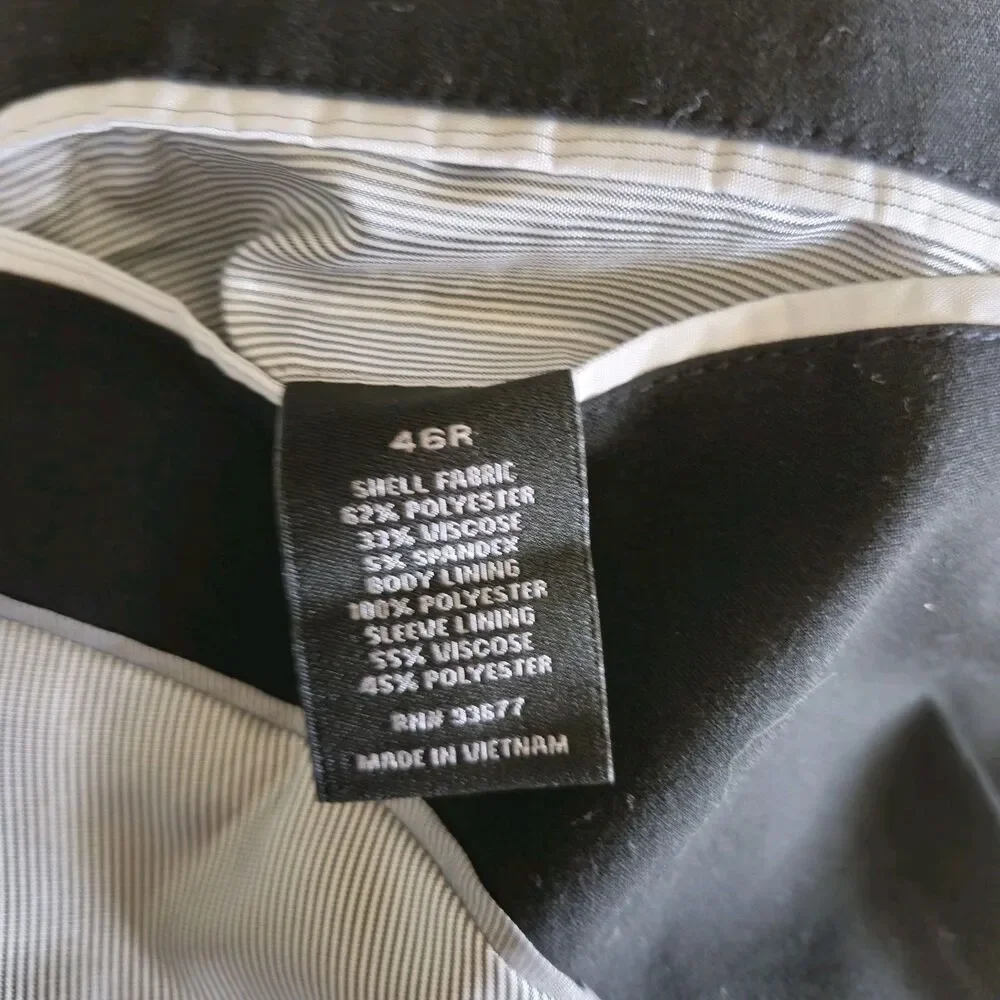 46R
SHELL FABRIC
62% POLYESTER
33% VISCOSE
5% SPANDEX
BODY LINING
100% POLYESTER
SLEEVE LINING
55% VISCOSE
45% POLYESTER
RN# 93677
MADE IN VIETNAM